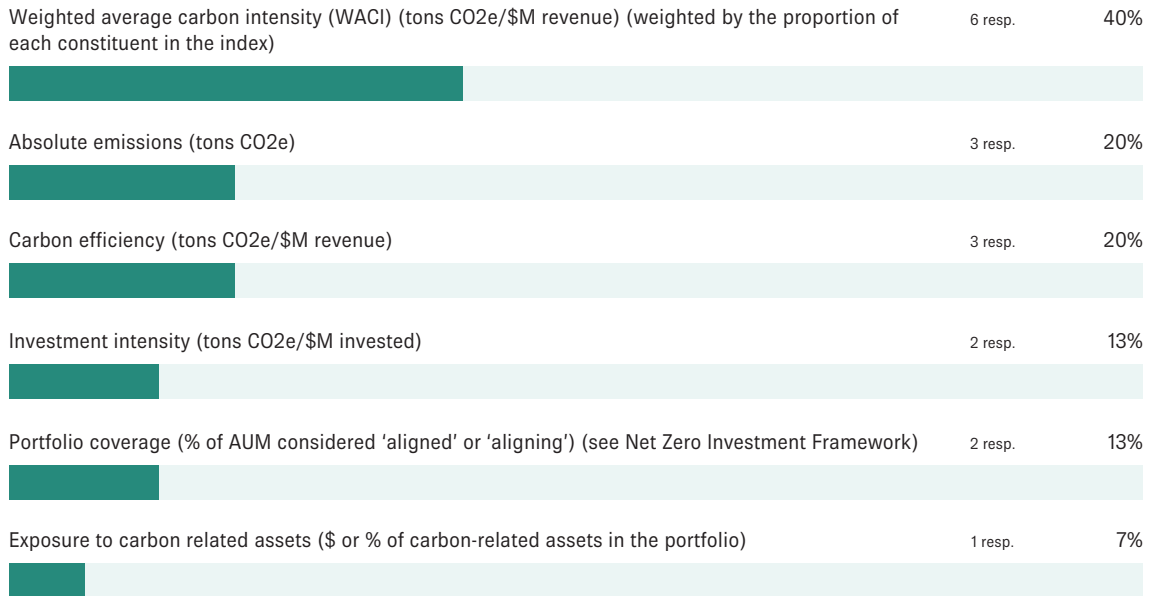 Weighted average carbon intensity (WACI) (tons CO2e/$M revenue) (weighted by the proportion of 6 resp. 40%
each constituent in the index)
Absolute emissions (tons CO2e) 3 resp. 20%
Carbon efficiency (tons CO2e/$M revenue) 3 resp. 20%
Investment intensity (tons CO2e/$M invested) 2 resp. 13%
Portfolio coverage (% of AUM considered ‘aligned’ or ‘aligning’) (see Net Zero Investment Framework) 2 resp. 13%
Exposure to carbon related assets ($ or % of carbon-related assets in the portfolio) 1 resp. 7%